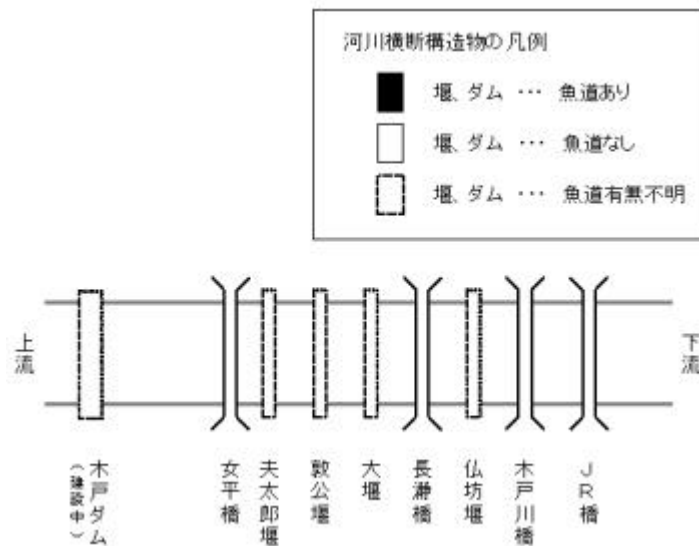 河川横断構造物の凡例
堰、ダム ・・・ 魚道あり
堰、ダム ・・・ 魚道なし
堰、ダム ・・・ 魚道有無不明
上流
下流
木戸ダム
(建設中)
女平橋
夫太郎堰
敦公堰
大堰
長瀞橋
仏坊堰
木戸川橋
JR橋